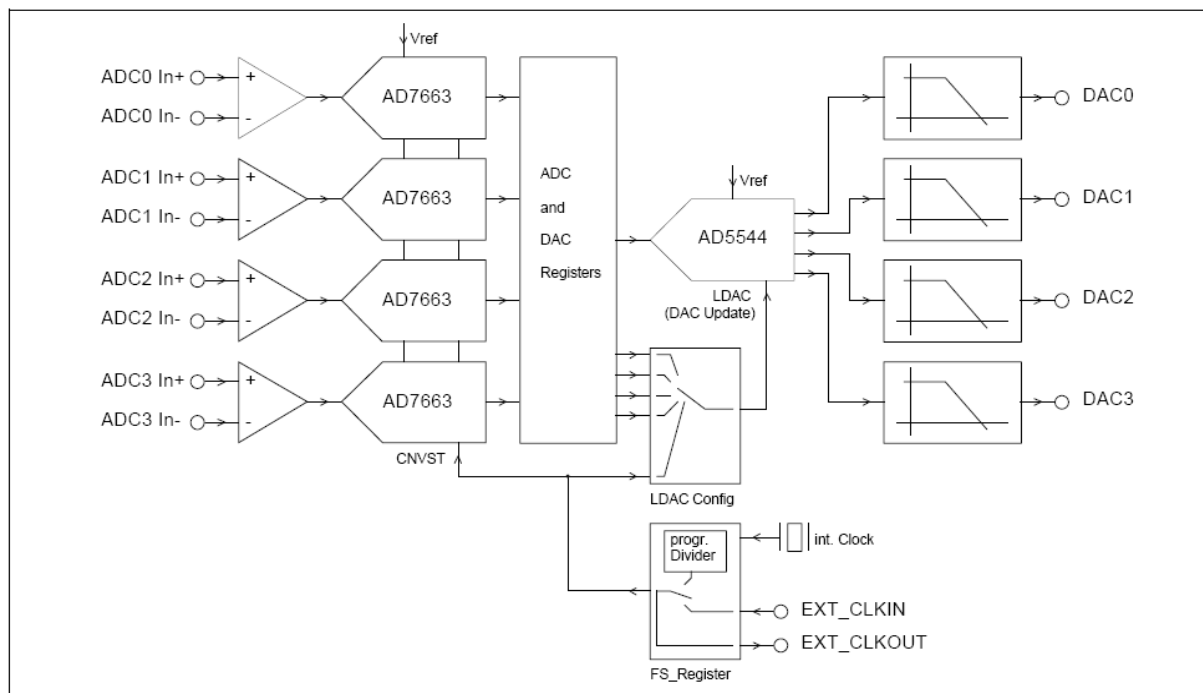 Vref
ADC0 In+
+
AD7663
ADC0 In-
-
DAC0
ADC1 In+
+
AD7663
ADC1 In-
-
ADC
and
DAC
Registers
Vref
AD5544
DAC1
ADC2 In+
+
AD7663
ADC2 In-
-
LDAC
(DAC Update)
DAC2
ADC3 In+
+
AD7663
ADC3 In-
-
DAC3
CNVST
LDAC Config
progr.
Divider
int. Clock
EXT_CLKIN
EXT_CLKOUT
FS_Register